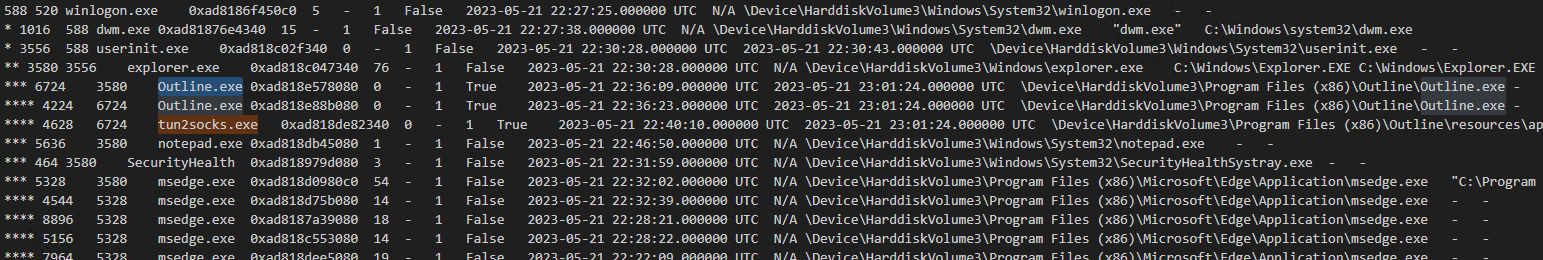 588 520 winlogon.exe 0xad8186f450c0 5 - 1 False 2023-05-21 22:27:25.000000 UTC N/A \Device\HarddiskVolume3\Windows\System32\winlogon.exe - -
* 1016 588 dwm.exe 0xad81876e4340 15 - 1 False 2023-05-21 22:27:38.000000 UTC N/A \Device\HarddiskVolume3\Windows\System32\dwm.exe "dwm.exe" C:\Windows\system32\dwm.exe
* 3556 588 userinit.exe 0xad818c02f340 0 - 1 False 2023-05-21 22:30:28.000000 UTC 2023-05-21 22:30:43.000000 UTC \Device\HarddiskVolume3\Windows\System32\userinit.exe - -
** 3580 3556 explorer.exe 0xad818c047340 76 - 1 False 2023-05-21 22:30:28.000000 UTC N/A \Device\HarddiskVolume3\Windows\explorer.exe C:\Windows\Explorer.EXE C:\Windows\Explorer.EXE
*** 6724 3580 Outline.exe 0xad818e578080 0 - 1 True 2023-05-21 22:36:09.000000 UTC 2023-05-21 23:01:24.000000 UTC \Device\HarddiskVolume3\Program Files (x86)\Outline\Outline.exe -
**** 4224 6724 Outline.exe 0xad818e88b080 0 - 1 True 2023-05-21 22:36:23.000000 UTC 2023-05-21 23:01:24.000000 UTC \Device\HarddiskVolume3\Program Files (x86)\Outline\Outline.exe -
**** 4628 6724 tun2socks.exe 0xad818de82340 0 - 1 True 2023-05-21 22:40:10.000000 UTC 2023-05-21 23:01:24.000000 UTC \Device\HarddiskVolume3\Program Files (x86)\Outline\resources\ap
*** 5636 3580 notepad.exe 0xad818db45080 1 - 1 False 2023-05-21 22:46:50.000000 UTC N/A \Device\HarddiskVolume3\Windows\System32\notepad.exe - -
*** 464 3580 SecurityHealth 0xad818979d080 3 - 1 False 2023-05-21 22:31:59.000000 UTC N/A \Device\HarddiskVolume3\Windows\System32\SecurityHealthSystray.exe - -
*** 5328 3580 msedge.exe 0xad818d0980c0 54 - 1 False 2023-05-21 22:32:02.000000 UTC N/A \Device\HarddiskVolume3\Program Files (x86)\Microsoft\Edge\Application\msedge.exe "C:\Program
**** 4544 5328 msedge.exe 0xad818d75b080 14 - 1 False 2023-05-21 22:32:39.000000 UTC N/A \Device\HarddiskVolume3\Program Files (x86)\Microsoft\Edge\Application\msedge.exe - -
**** 8896 5328 msedge.exe 0xad8187a39080 18 - 1 False 2023-05-21 22:28:21.000000 UTC N/A \Device\HarddiskVolume3\Program Files (x86)\Microsoft\Edge\Application\msedge.exe - -
**** 5156 5328 msedge.exe 0xad818c553080 14 - 1 False 2023-05-21 22:28:22.000000 UTC N/A \Device\HarddiskVolume3\Program Files (x86)\Microsoft\Edge\Application\msedge.exe - -
**** 7964 5328 msedge.exe 0xad818dee5080 19 - 1 False 2023-05-21 22:22:09.000000 UTC N/A \Device\HarddiskVolume3\Program Files (x86)\Microsoft\Edge\Application\msedge.exe - -